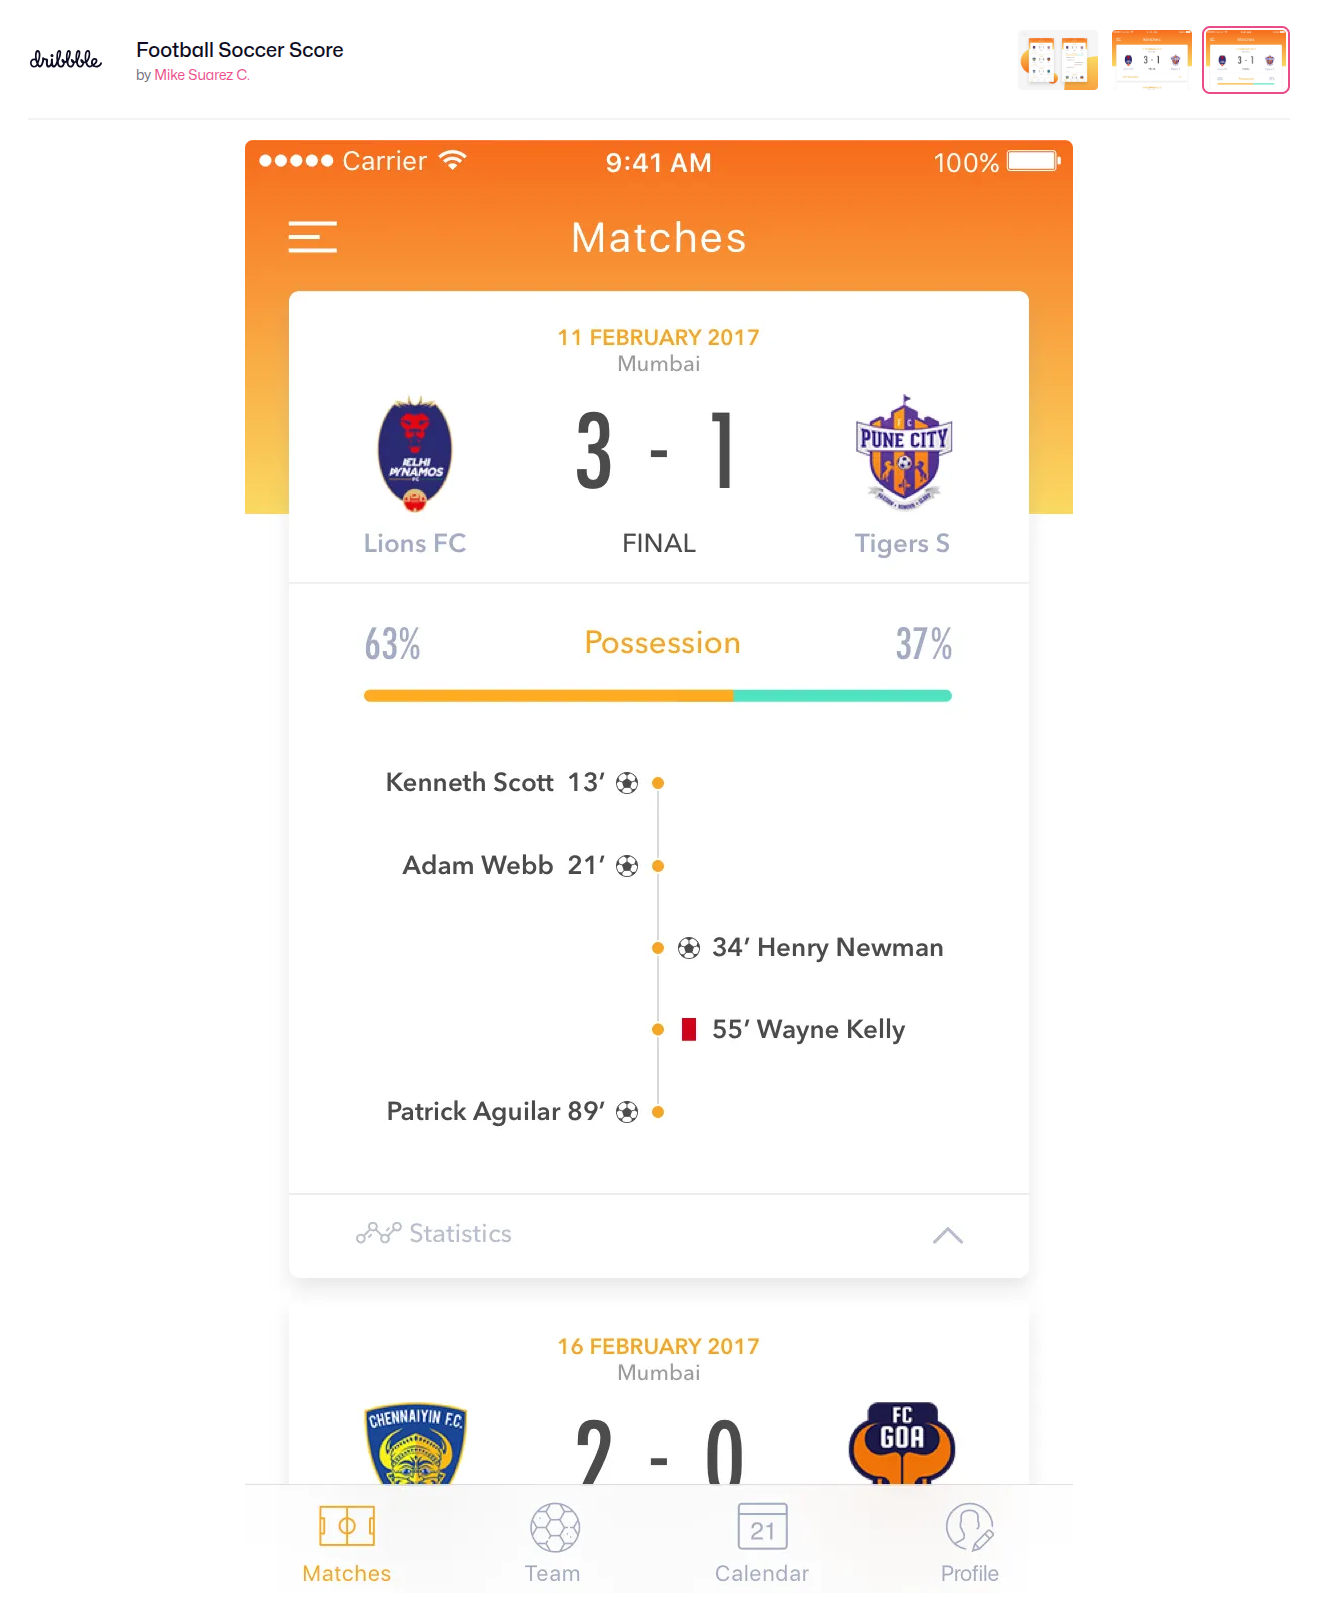 dribbble
Football Soccer Score
by Mike Suarez C.
Carrier
9:41 AM
100%
Matches
11 FEBRUARY 2017
Mumbai
3 - 1
PUNE CITY
DYNAMOS
FC
Lions FC
FINAL
Tigers S
63%
Possession
37%
Kenneth Scott 13’
Adam Webb 21’
34’ Henry Newman
55’ Wayne Kelly
Patrick Aguilar 89’
Statistics
16 FEBRUARY 2017
Mumbai
CHENNAIYIN F.C.
2 - 0
FC
GOA
21
Matches
Team
Calendar
Profile